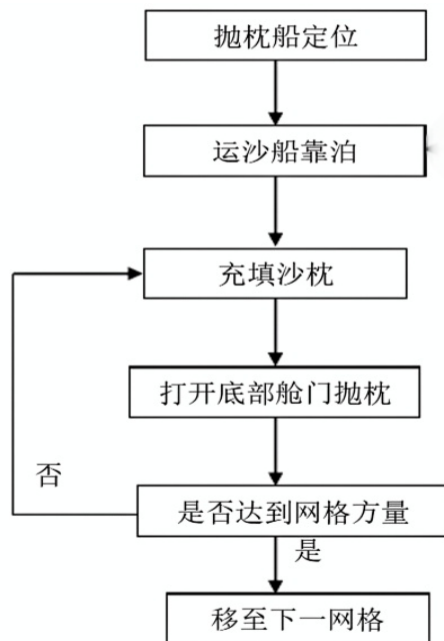 抛枕船定位
运沙船靠泊
充填沙枕
打开底部舱门抛枕
否
是否达到网格方量
是
移至下一网格